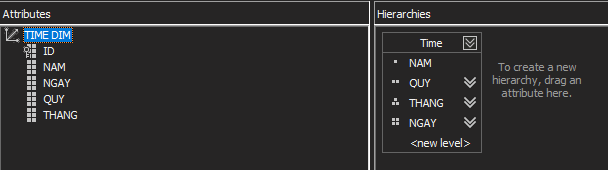 Attributes
TIME DIM
ID
NAM
NGAY
QUY
THANG
Hierarchies
Time
NAM
QUY
THANG
NGAY
<new level>
To create a new
hierarchy, drag an
attribute here.